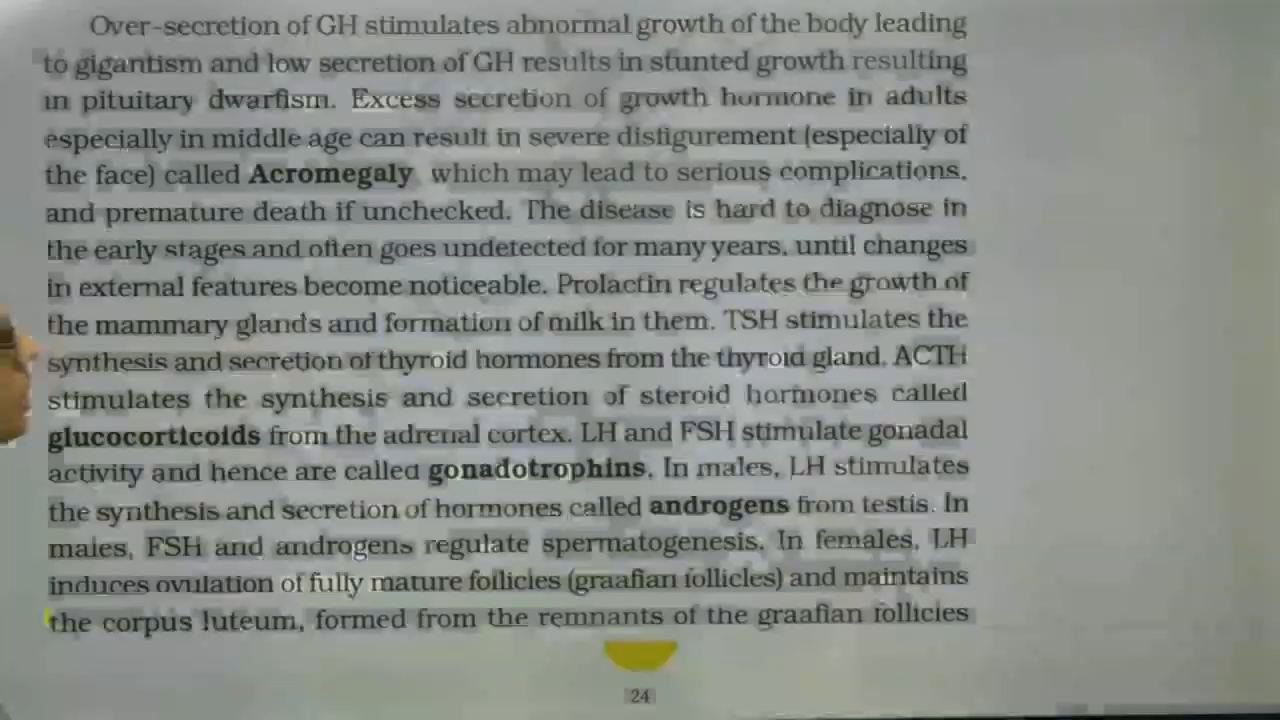 Over-secretion of GH stimulates abnormal growth of the body leading
to gigantism and low secretion of GH results in stunted growth resulting
in pituitary dwarfism. Excess secretion of growth hormone in adults
especially in middle age can result in severe disfigurement (especially of
the face) called Acromegaly, which may lead to serious complications,
and premature death if unchecked. The disease is hard to diagnose in
the early stages and often goes undetected for many years, until changes
in external features become noticeable. Prolactin regulates the growth of
the mammary glands and formation of milk in them. TSH stimulates the
synthesis and secretion of thyroid hormones from the thyroid gland. ACTH
stimulates the synthesis and secretion of steroid hormones called
glucocorticoids from the adrenal cortex. LH and FSH stimulate gonadal
activity and hence are called gonadotrophins. In males, LH stimulates
the synthesis and secretion of hormones called androgens from testis. In
males, FSH and androgens regulate spermatogenesis. In females, LH
induces ovulation of fully mature follicles (graafian follicles) and maintains
the corpus luteum, formed from the remnants of the graafian follicles
24